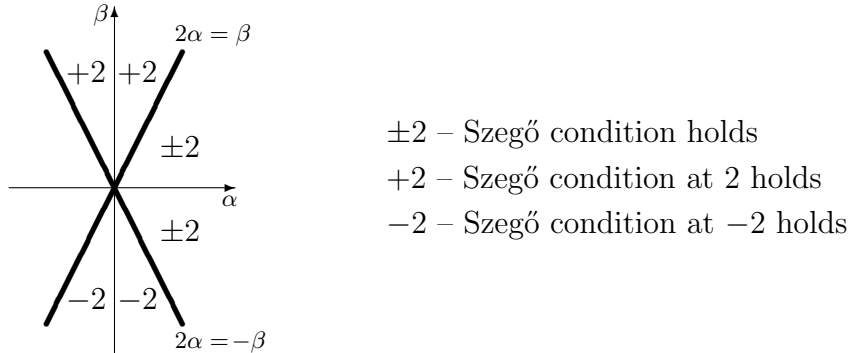 β
2α = β
+2 +2
±2
α
±2
−2 −2
2α = −β
±2 – Szegő condition holds
+2 – Szegő condition at 2 holds
−2 – Szegő condition at −2 holds